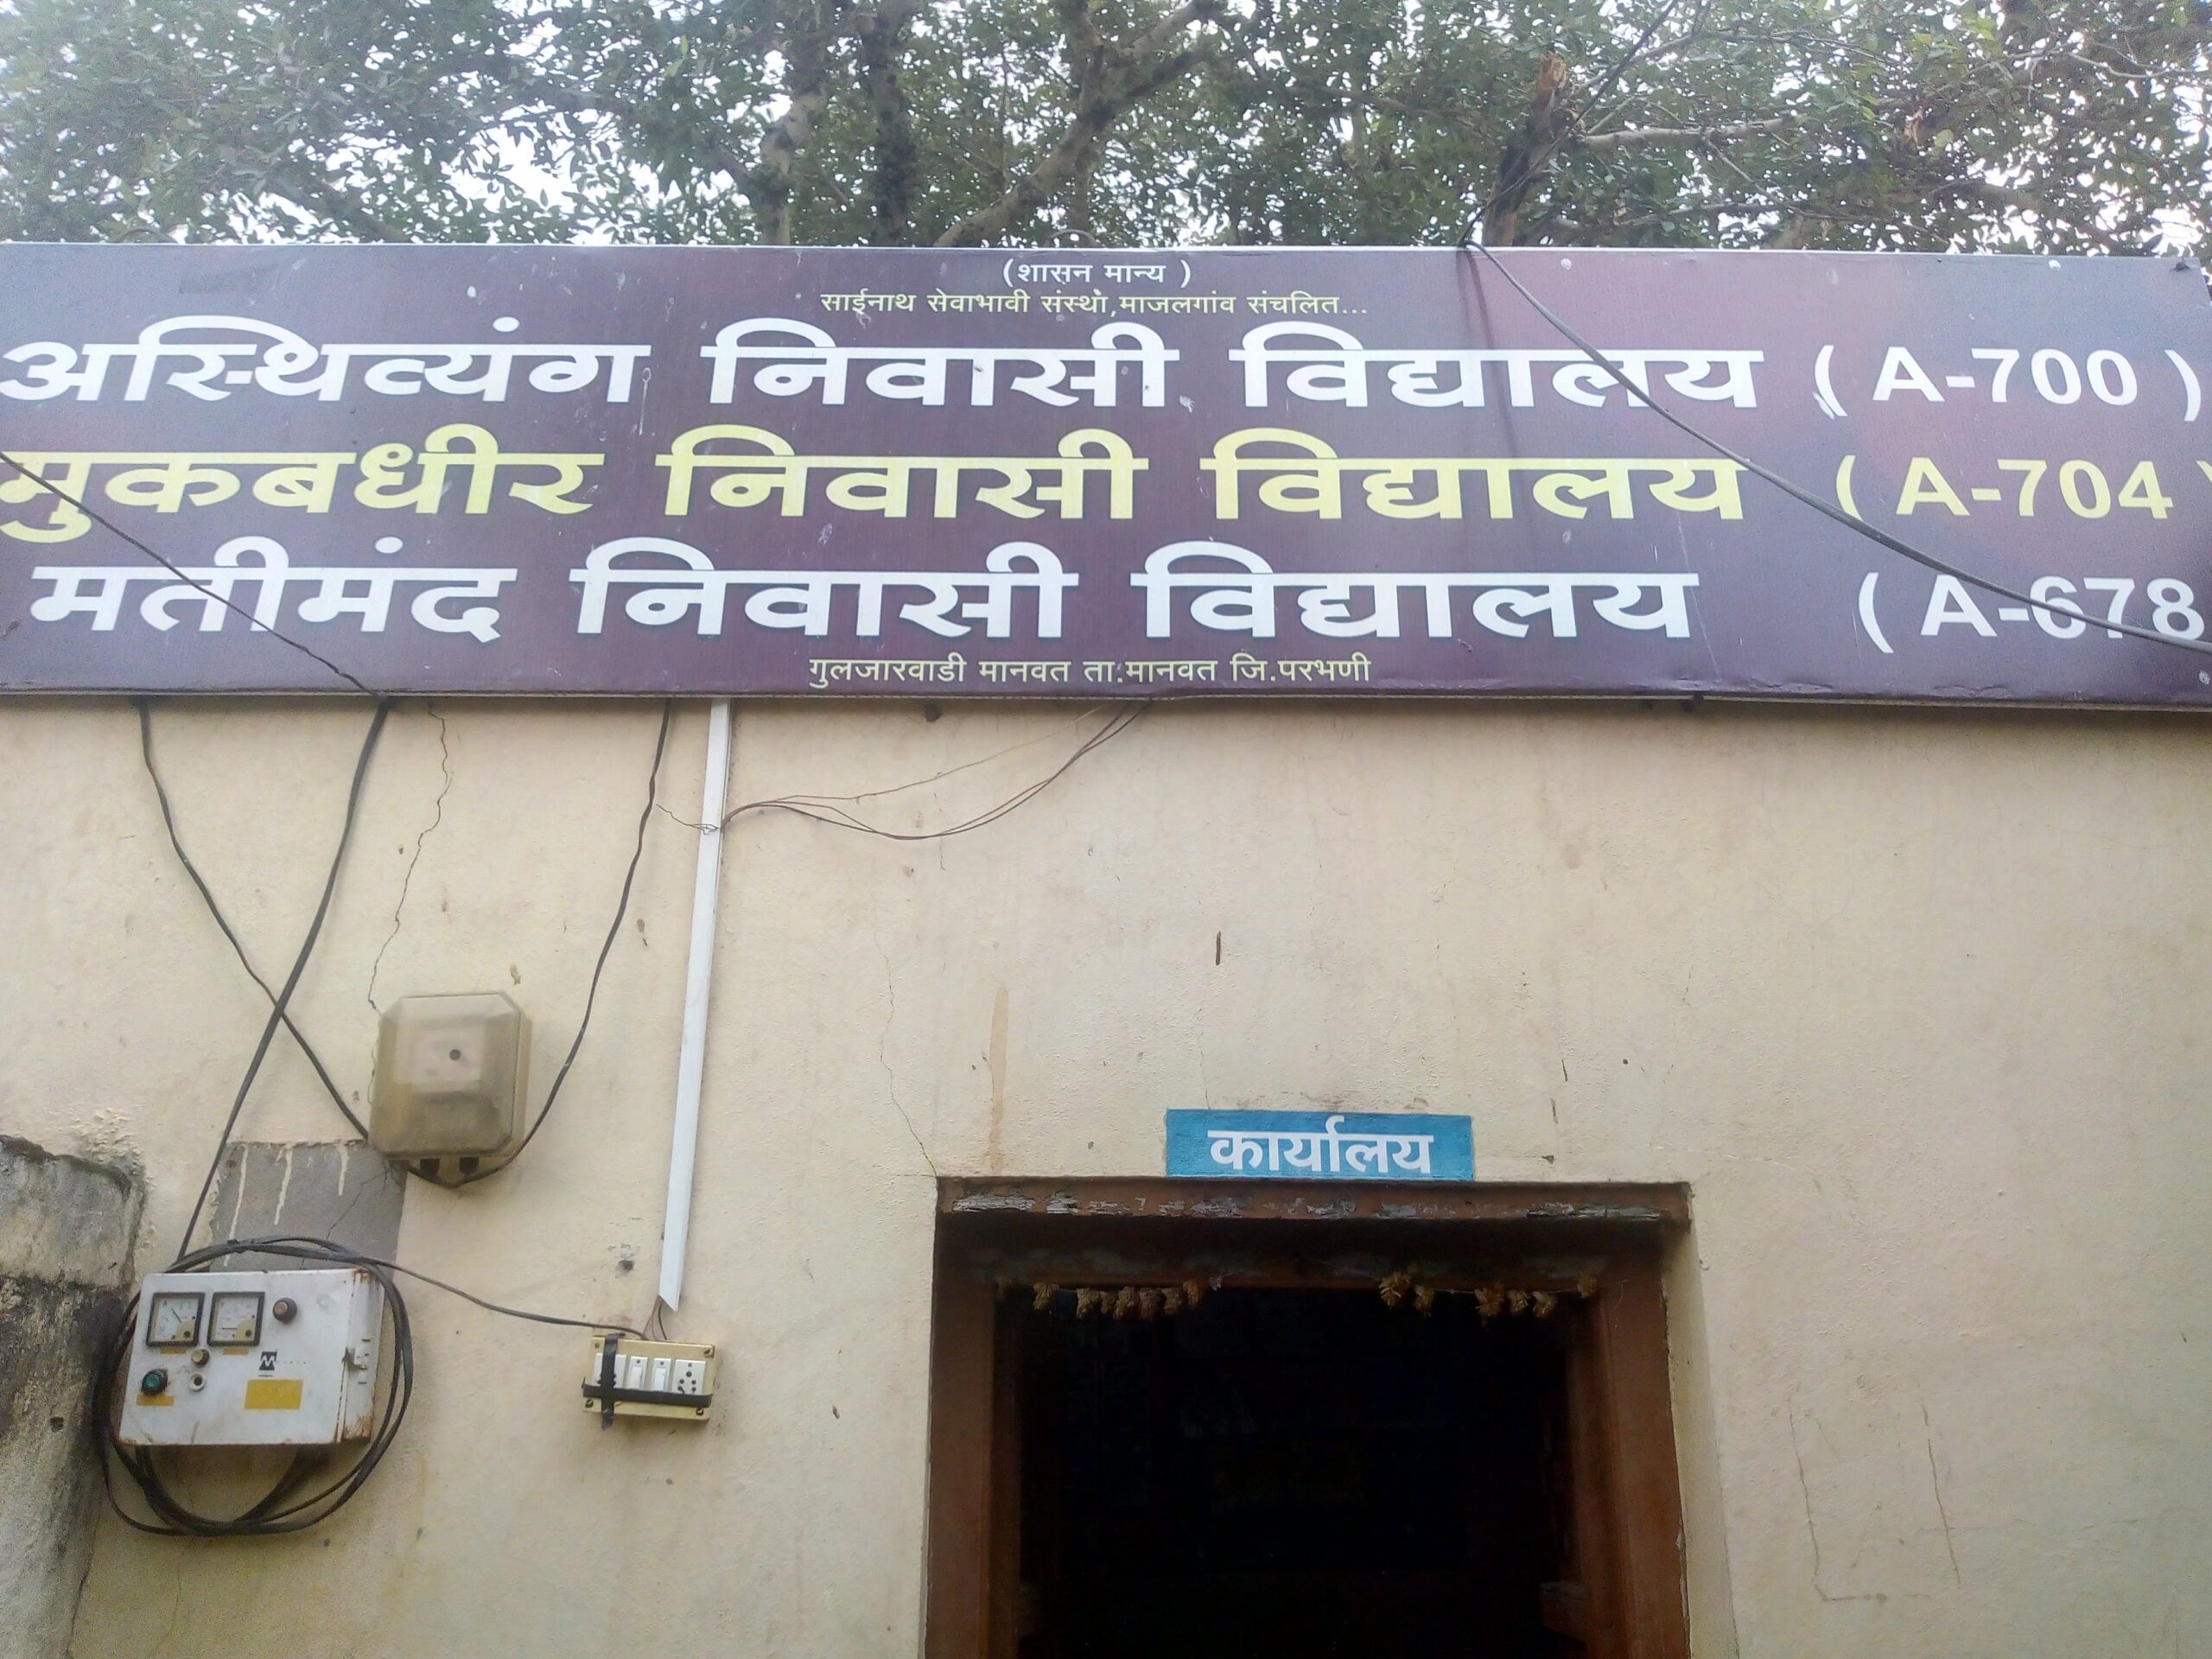 (शासन मान्य )
साईनाथ सेवाभावी संस्था,माजलगांव संचलित...
अस्थिव्यंग निवासी विद्यालय ( A-700 )
मुकबधीर निवासी विद्यालय ( A-704 )
मतीमंद निवासी विद्यालय ( A-678
गुलजारवाडी मानवत ता.मानवत जि.परभणी
कार्यालय